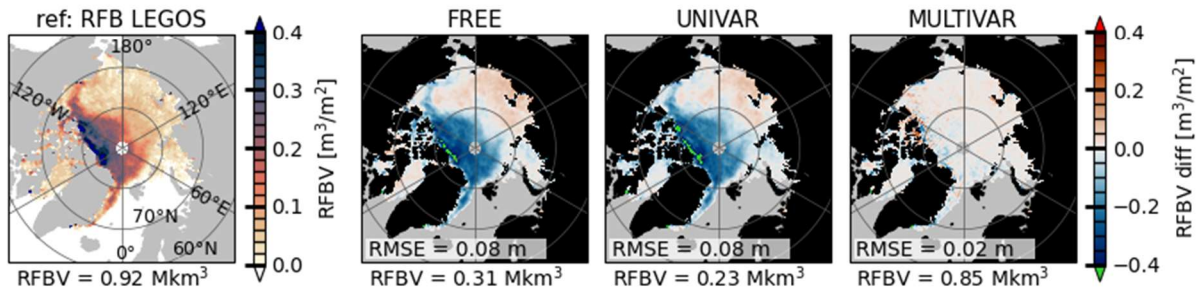 ref: RFB LEGOS
180°
120°W
120°E
60°E
70°N
0°
60°N
RFBV = 0.92 Mkm³
0.4
0.3
0.2
0.1
0.0
RFBV [m³/m²]
FREE
RMSE = 0.08 m
RFBV = 0.31 Mkm³
UNIVAR
RMSE = 0.08 m
RFBV = 0.23 Mkm³
MULTIVAR
RMSE = 0.02 m
RFBV = 0.85 Mkm³
0.4
0.2
0.0
−0.2
−0.4
RFBV diff [m³/m²]